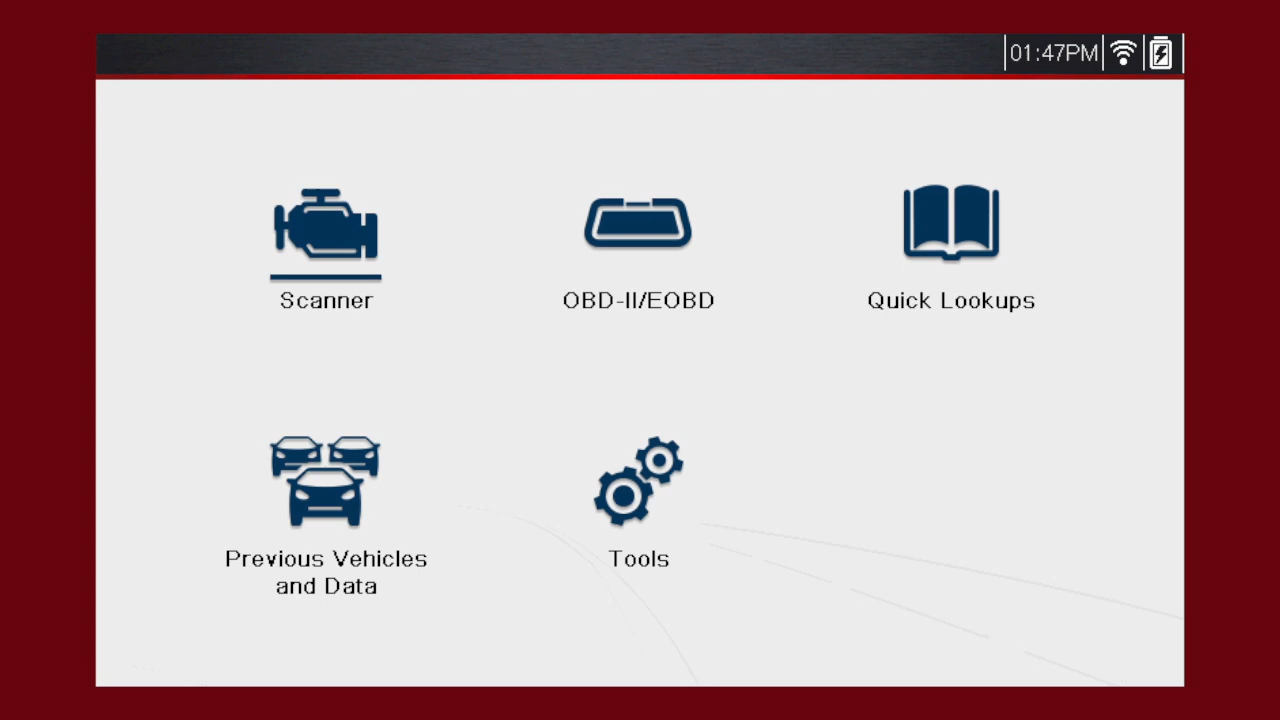 01:47PM
Scanner
OBD-II/EOBD
Quick Lookups
Previous Vehicles
and Data
Tools